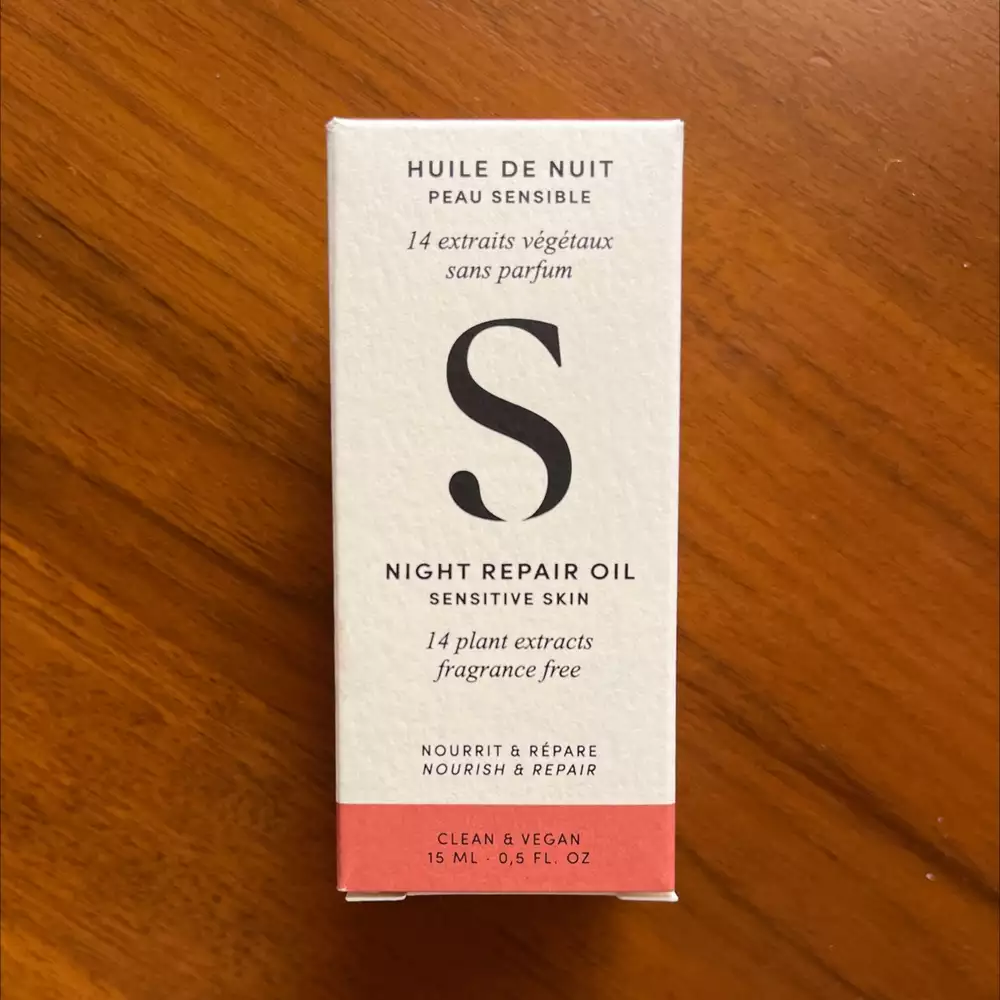 HUILE DE NUIT
PEAU SENSIBLE
14 extraits végétaux
sans parfum
S
NIGHT REPAIR OIL
SENSITIVE SKIN
14 plant extracts
fragrance free
NOURRIT & RÉPARE
NOURISH & REPAIR
CLEAN & VEGAN
15 ML - 0,5 FL. OZ